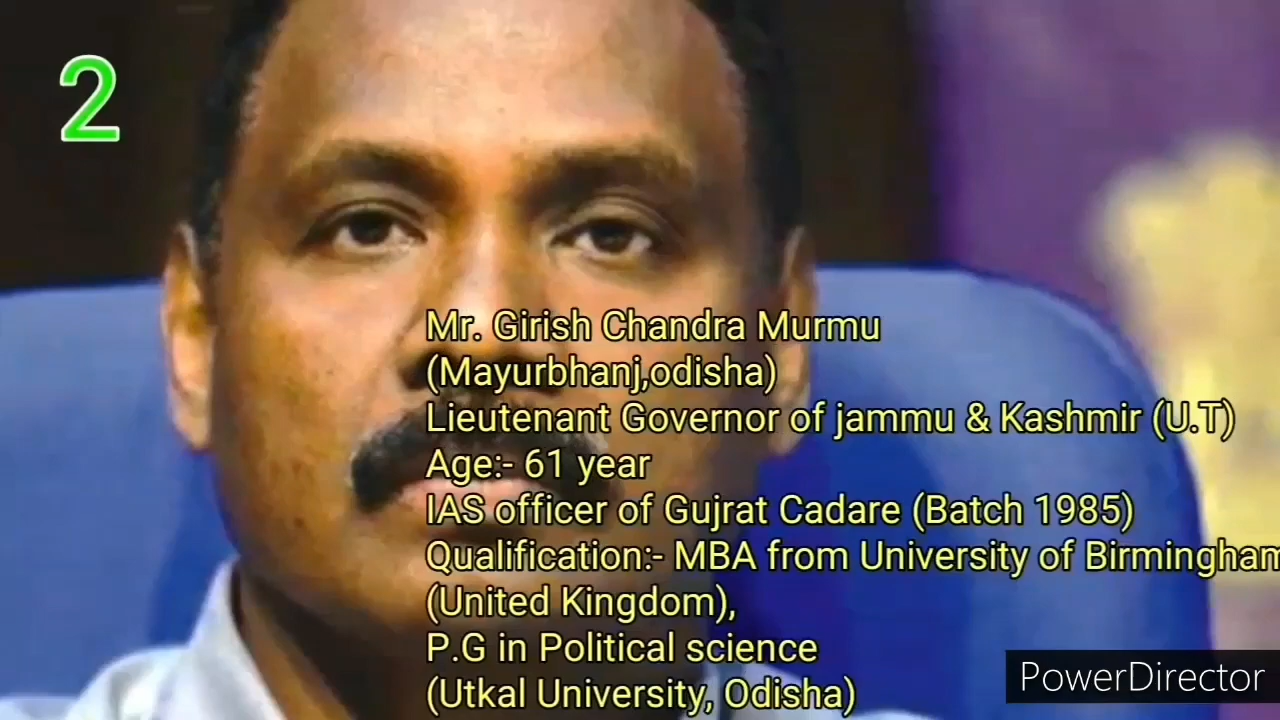 2
Mr. Girish Chandra Murmu
(Mayurbhanj,odisha)
Lieutenant Governor of jammu & Kashmir (U.T)
Age:- 61 year
IAS officer of Gujrat Cadare (Batch 1985)
Qualification:- MBA from University of Birmingham
(United Kingdom),
P.G in Political science
(Utkal University, Odisha)
PowerDirector